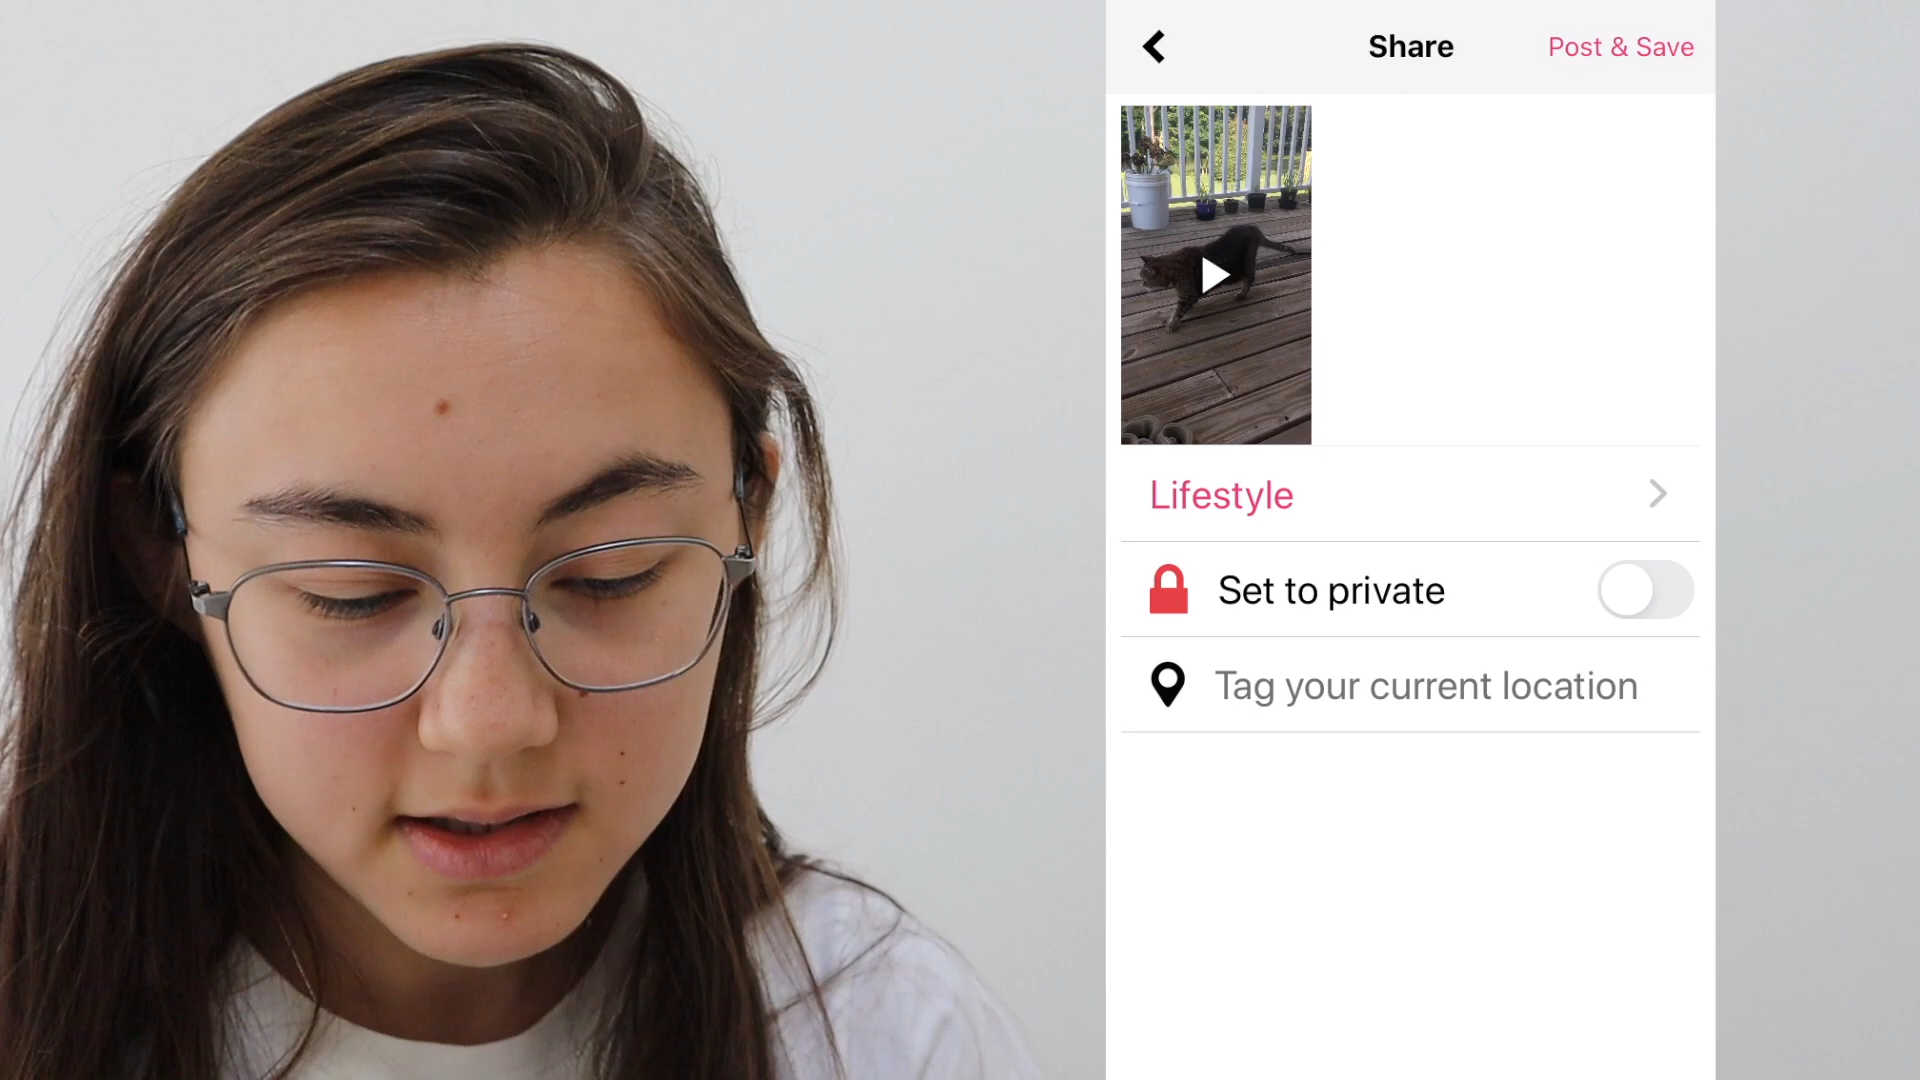 Share
Post & Save
Lifestyle
Set to private
Tag your current location